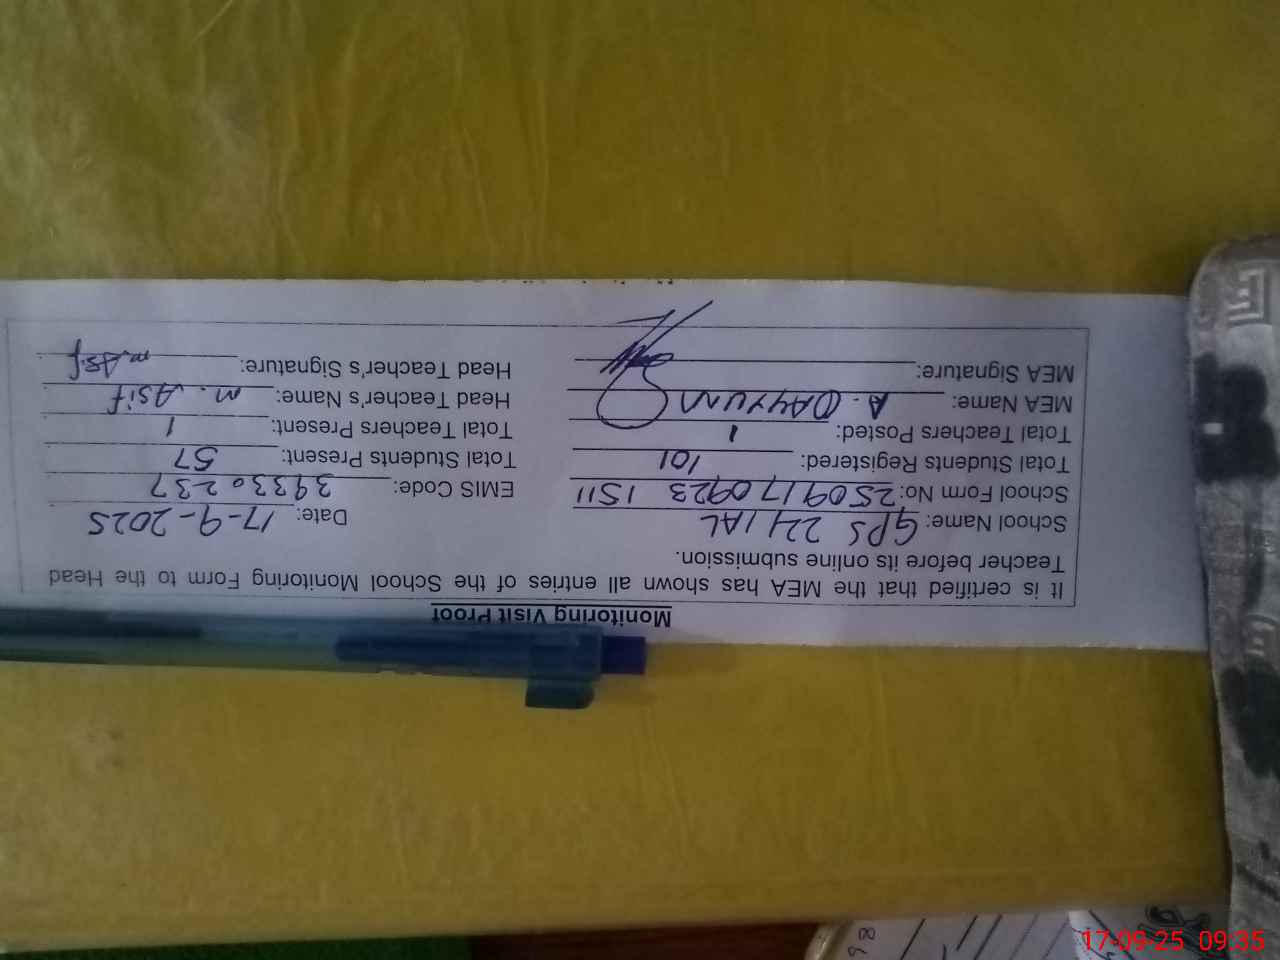 Monitoring Visit Proof
It is certified that the MEA has shown all entries of the School Monitoring Form to the Head
Teacher before its online submission.
School Name: GPS 22/1AL Date: 17-9-2025
School Form No: 250917 0923 1511 EMIS Code: 39330237
Total Students Registered: 101 Total Students Present: 57
Total Teachers Posted: 1 Total Teachers Present: 1
MEA Name: A. QAYYUM Head Teacher's Name: M. Asif
MEA Signature: Head Teacher's Signature: M. Asif
17-09-25 09:35